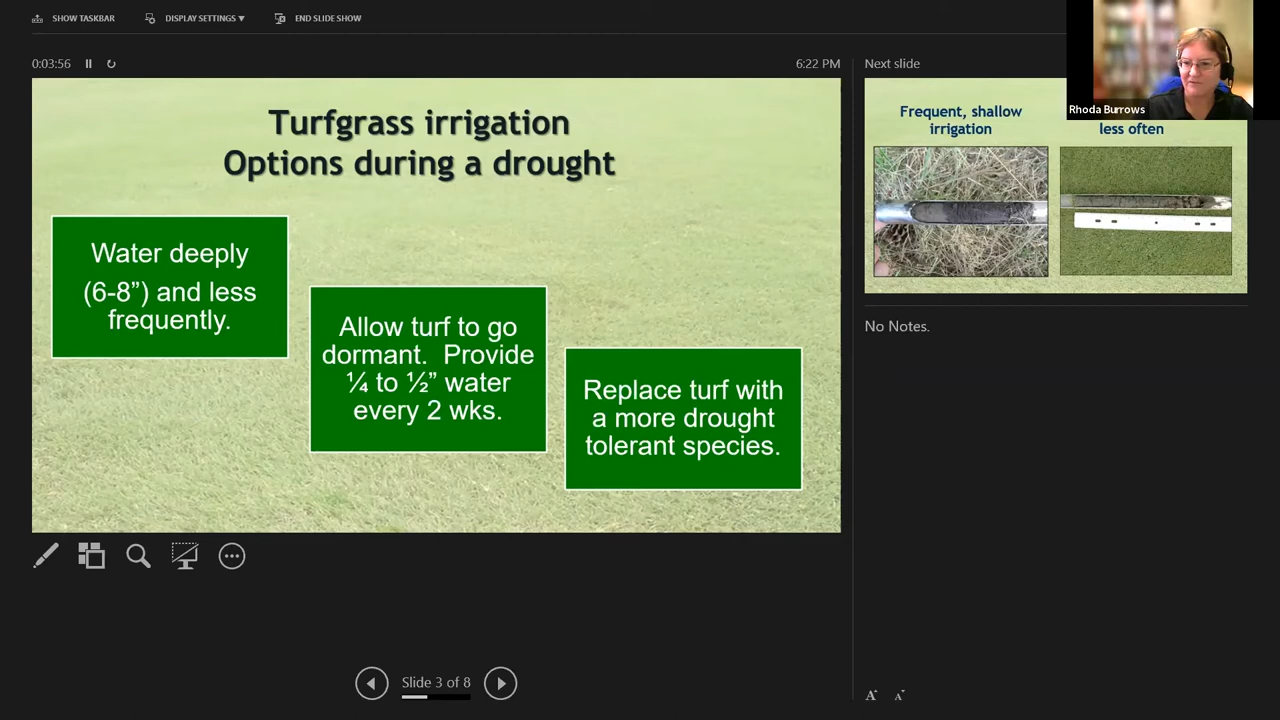 SHOW TASKBAR
DISPLAY SETTINGS ▼
END SLIDE SHOW
0:03:56
6:22 PM
Turfgrass irrigation
Options during a drought
Water deeply
(6-8”) and less
frequently.
Allow turf to go
dormant. Provide
¼ to ½” water
every 2 wks.
Replace turf with
a more drought
tolerant species.
Slide 3 of 8
Next slide
Rhoda Burrows
Frequent, shallow
irrigation
less often
No Notes.
A
A